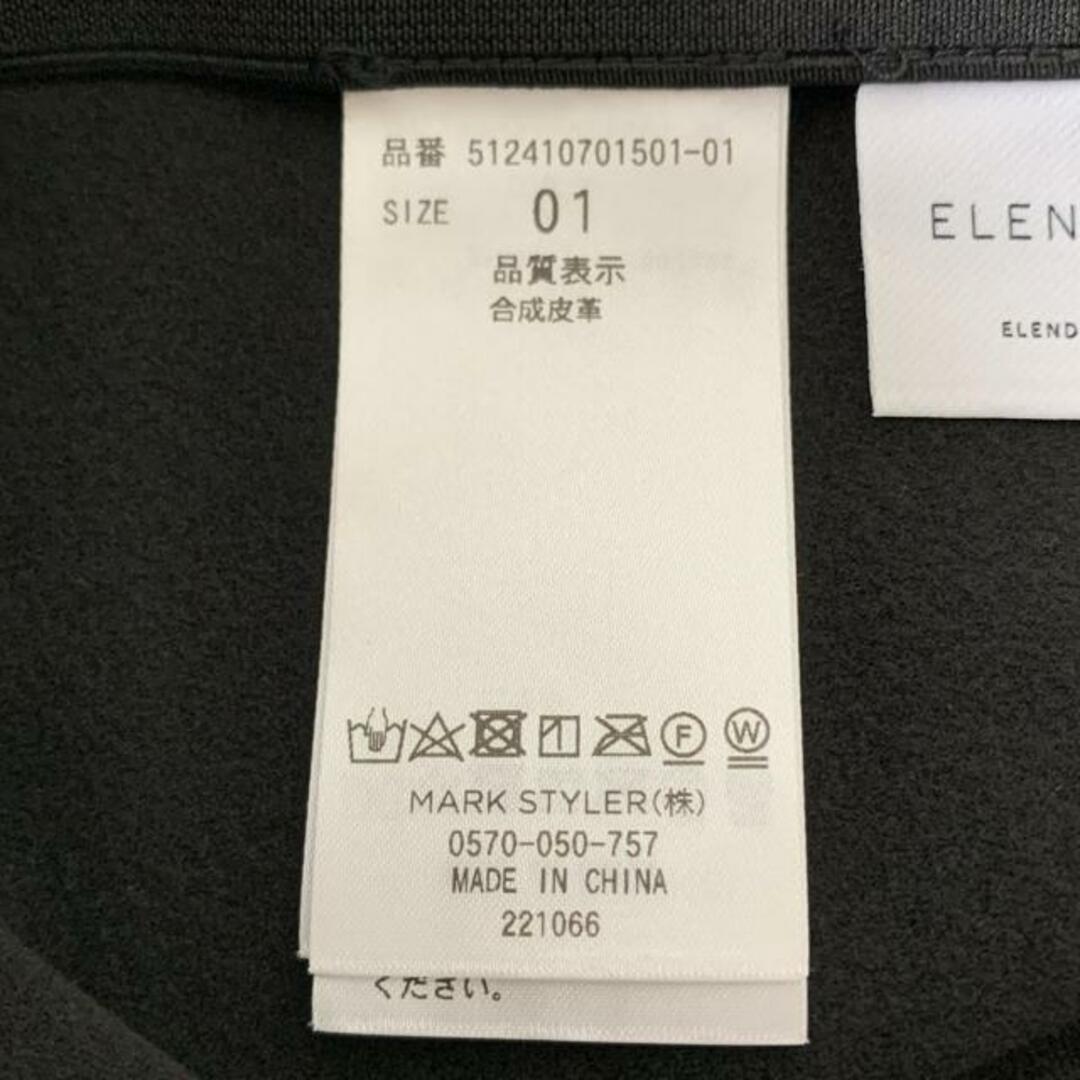 品番 512410701501-01
SIZE 01
品質表示
合成皮革
F W
MARK STYLER(株)
0570-050-757
MADE IN CHINA
221066
ください。
ELEN
ELEND